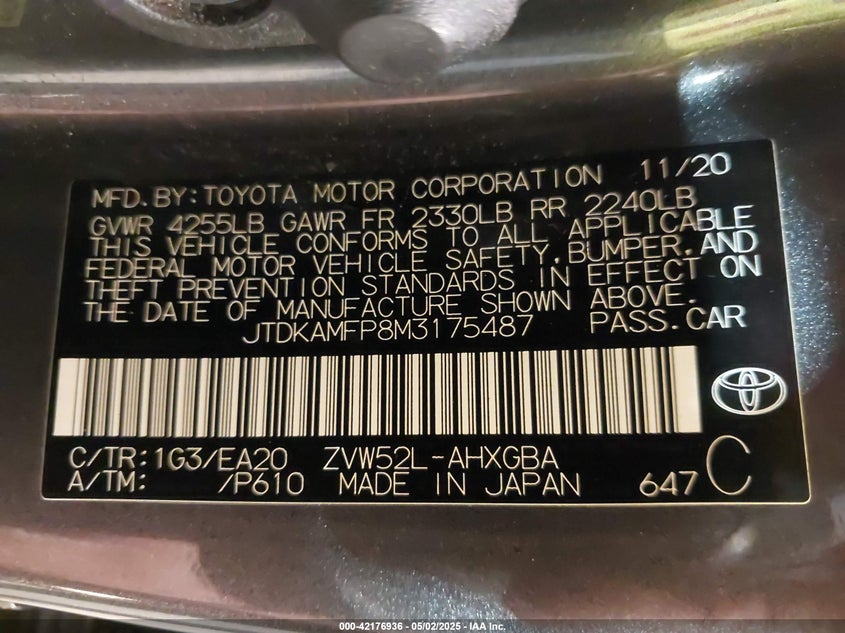 MFD.BY:TOYOTA MOTOR CORPORATION 11/20
GVWR 4255LB GAWR FR 2330LB RR 2240LB
THIS VEHICLE CONFORMS TO ALL APPLICABLE
FEDERAL MOTOR VEHICLE SAFETY,BUMPER,AND
THEFT PREVENTION STANDARDS IN EFFECT ON
THE DATE OF MANUFACTURE SHOWN ABOVE.
JTDKAMFP8M3175487 PASS.CAR
C/TR:1G3/EA20 ZVW52L-AHXGBA C
A/TM: /P610 MADE IN JAPAN 647
000-42176936 - 05/02/2025 - IAA Inc.